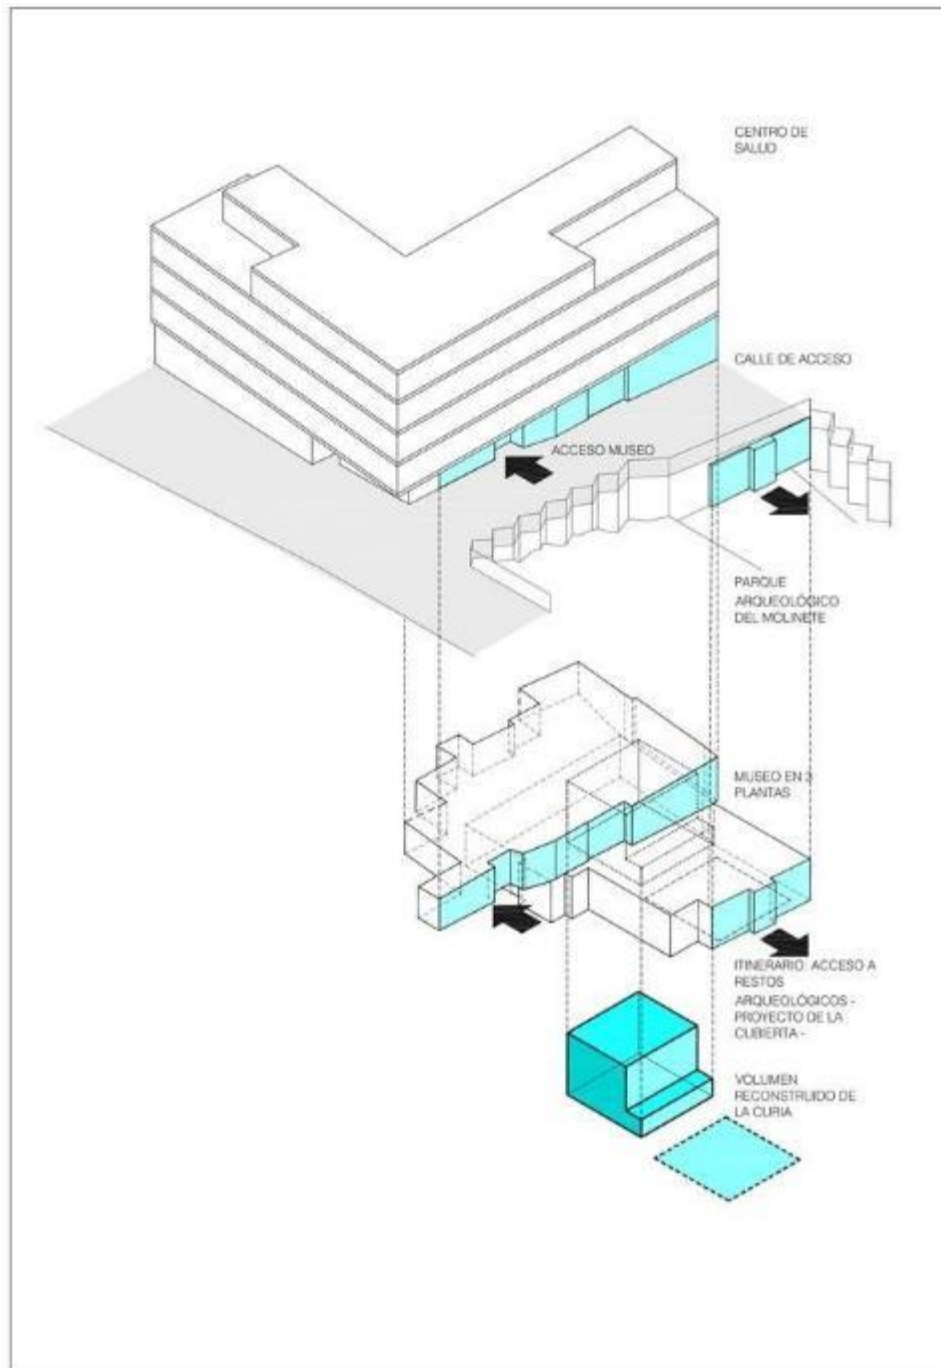 CENTRO DE
SALUD
CALLE DE ACCESO
ACCESO MUSEO
PARQUE
ARQUEOLÓGICO
DEL MOLINETE
MUSEO EN 3
PLANTAS
ITINERARIO: ACCESO A
RESTOS
ARQUEOLÓGICOS -
PROYECTO DE LA
CUBIERTA -
VOLUMEN
RECONSTRUIDO DE
LA CURIA